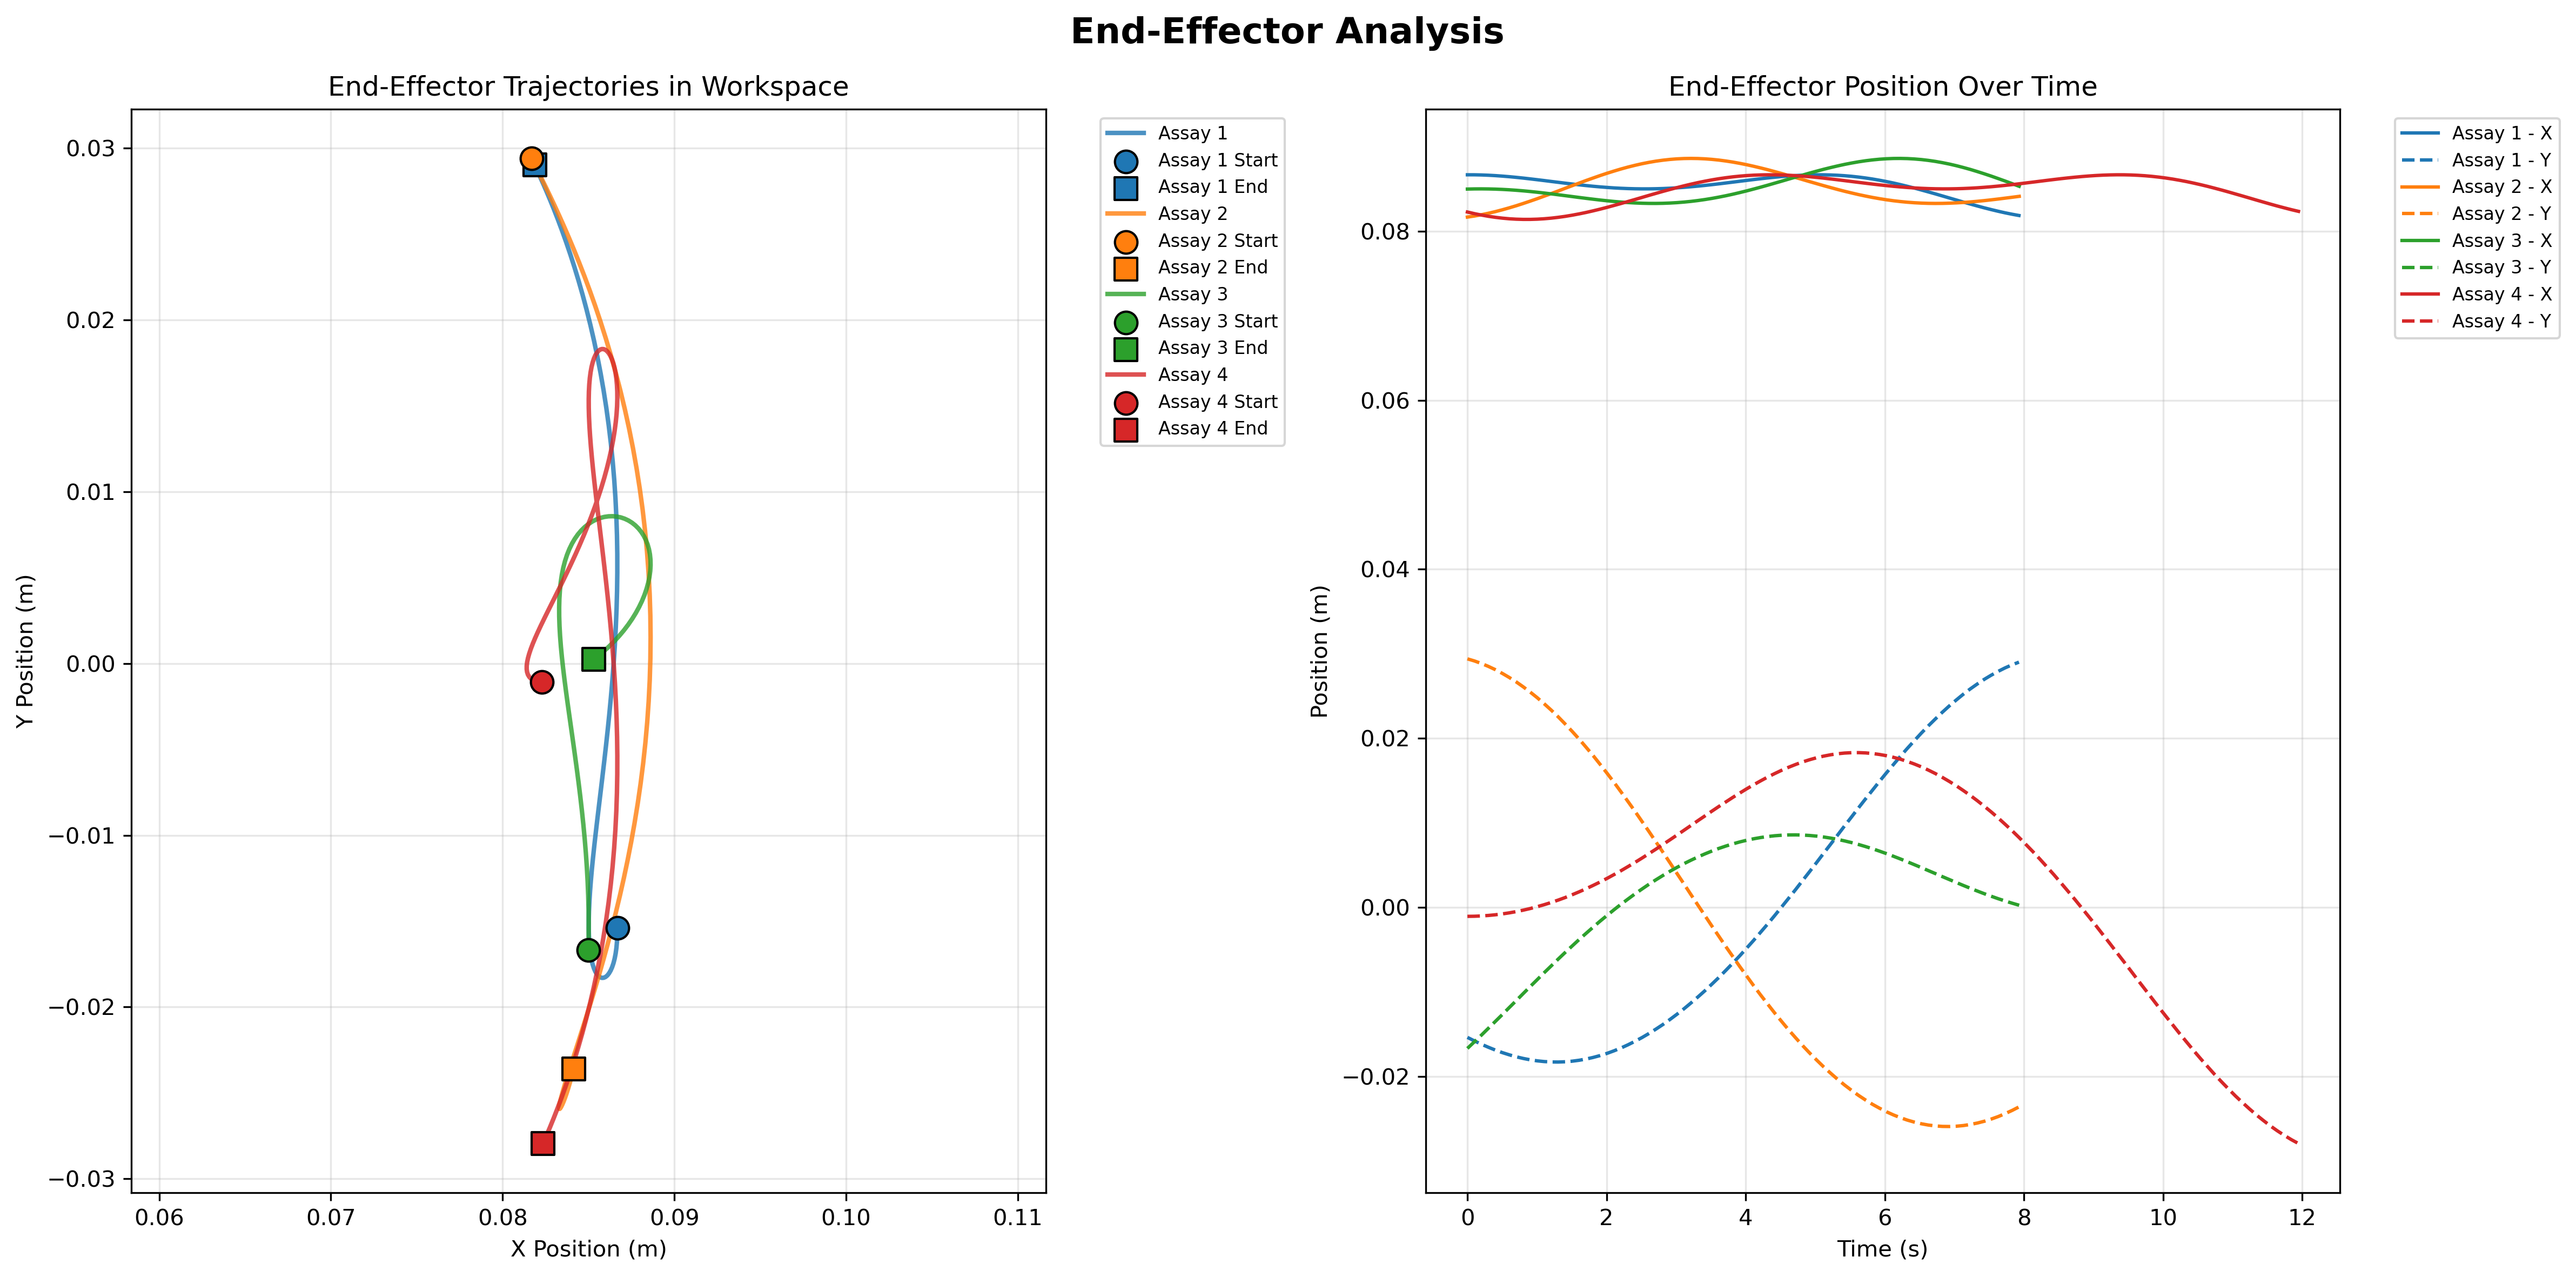 End-Effector Analysis
End-Effector Trajectories in Workspace
0.03
0.02
0.01
0.00
−0.01
−0.02
−0.03
Y Position (m)
0.06
0.07
0.08
0.09
0.10
0.11
X Position (m)
Assay 1
Assay 1 Start
Assay 1 End
Assay 2
Assay 2 Start
Assay 2 End
Assay 3
Assay 3 Start
Assay 3 End
Assay 4
Assay 4 Start
Assay 4 End
End-Effector Position Over Time
0.08
0.06
0.04
0.02
0.00
−0.02
Position (m)
0
2
4
6
8
10
12
Time (s)
Assay 1 - X
Assay 1 - Y
Assay 2 - X
Assay 2 - Y
Assay 3 - X
Assay 3 - Y
Assay 4 - X
Assay 4 - Y